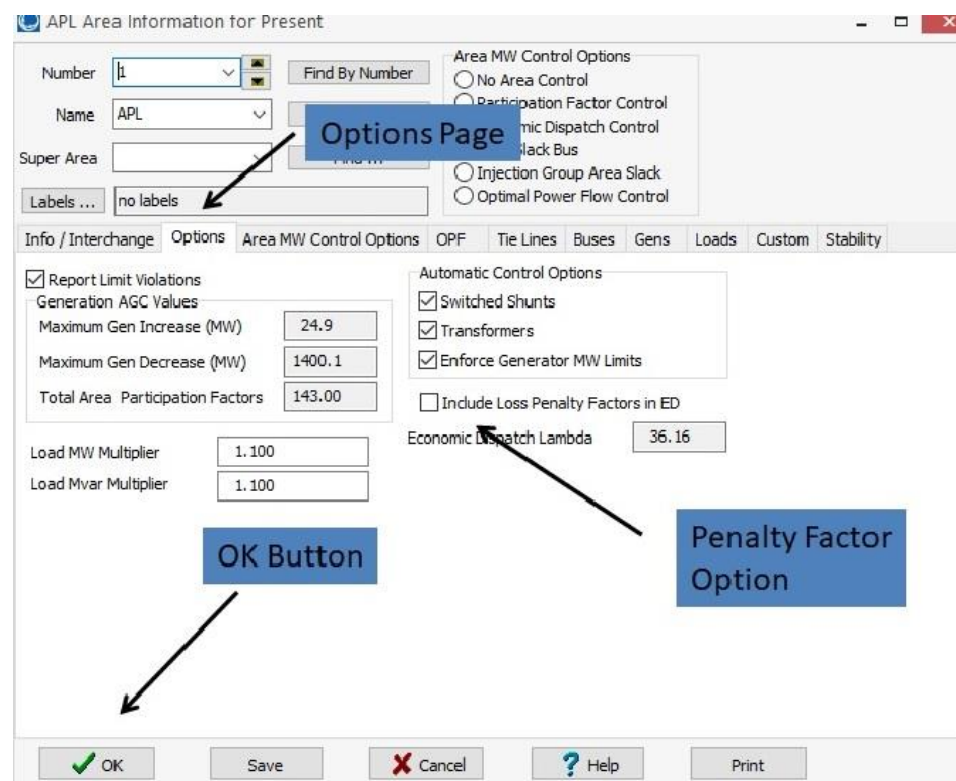 APL Area Information for Present
Number 1 Find By Number
Name APL
Super Area
Labels ... no labels
Area MW Control Options
No Area Control
Participation Factor Control
mic Dispatch Control
Slack Bus
Injection Group Area Slack
Optimal Power Flow Control
Options Page
Info / Interchange Options Area MW Control Options OPF Tie Lines Buses Gens Loads Custom Stability
Report Limit Violations
Generation AGC Values
Maximum Gen Increase (MW) 24.9
Maximum Gen Decrease (MW) 1400.1
Total Area Participation Factors 143.00
Load MW Multiplier 1.100
Load Mvar Multiplier 1.100
Automatic Control Options
Switched Shunts
Transformers
Enforce Generator MW Limits
Include Loss Penalty Factors in ED
Economic Dispatch Lambda 36.16
OK Button
Penalty Factor
Option
OK Save Cancel ? Help Print